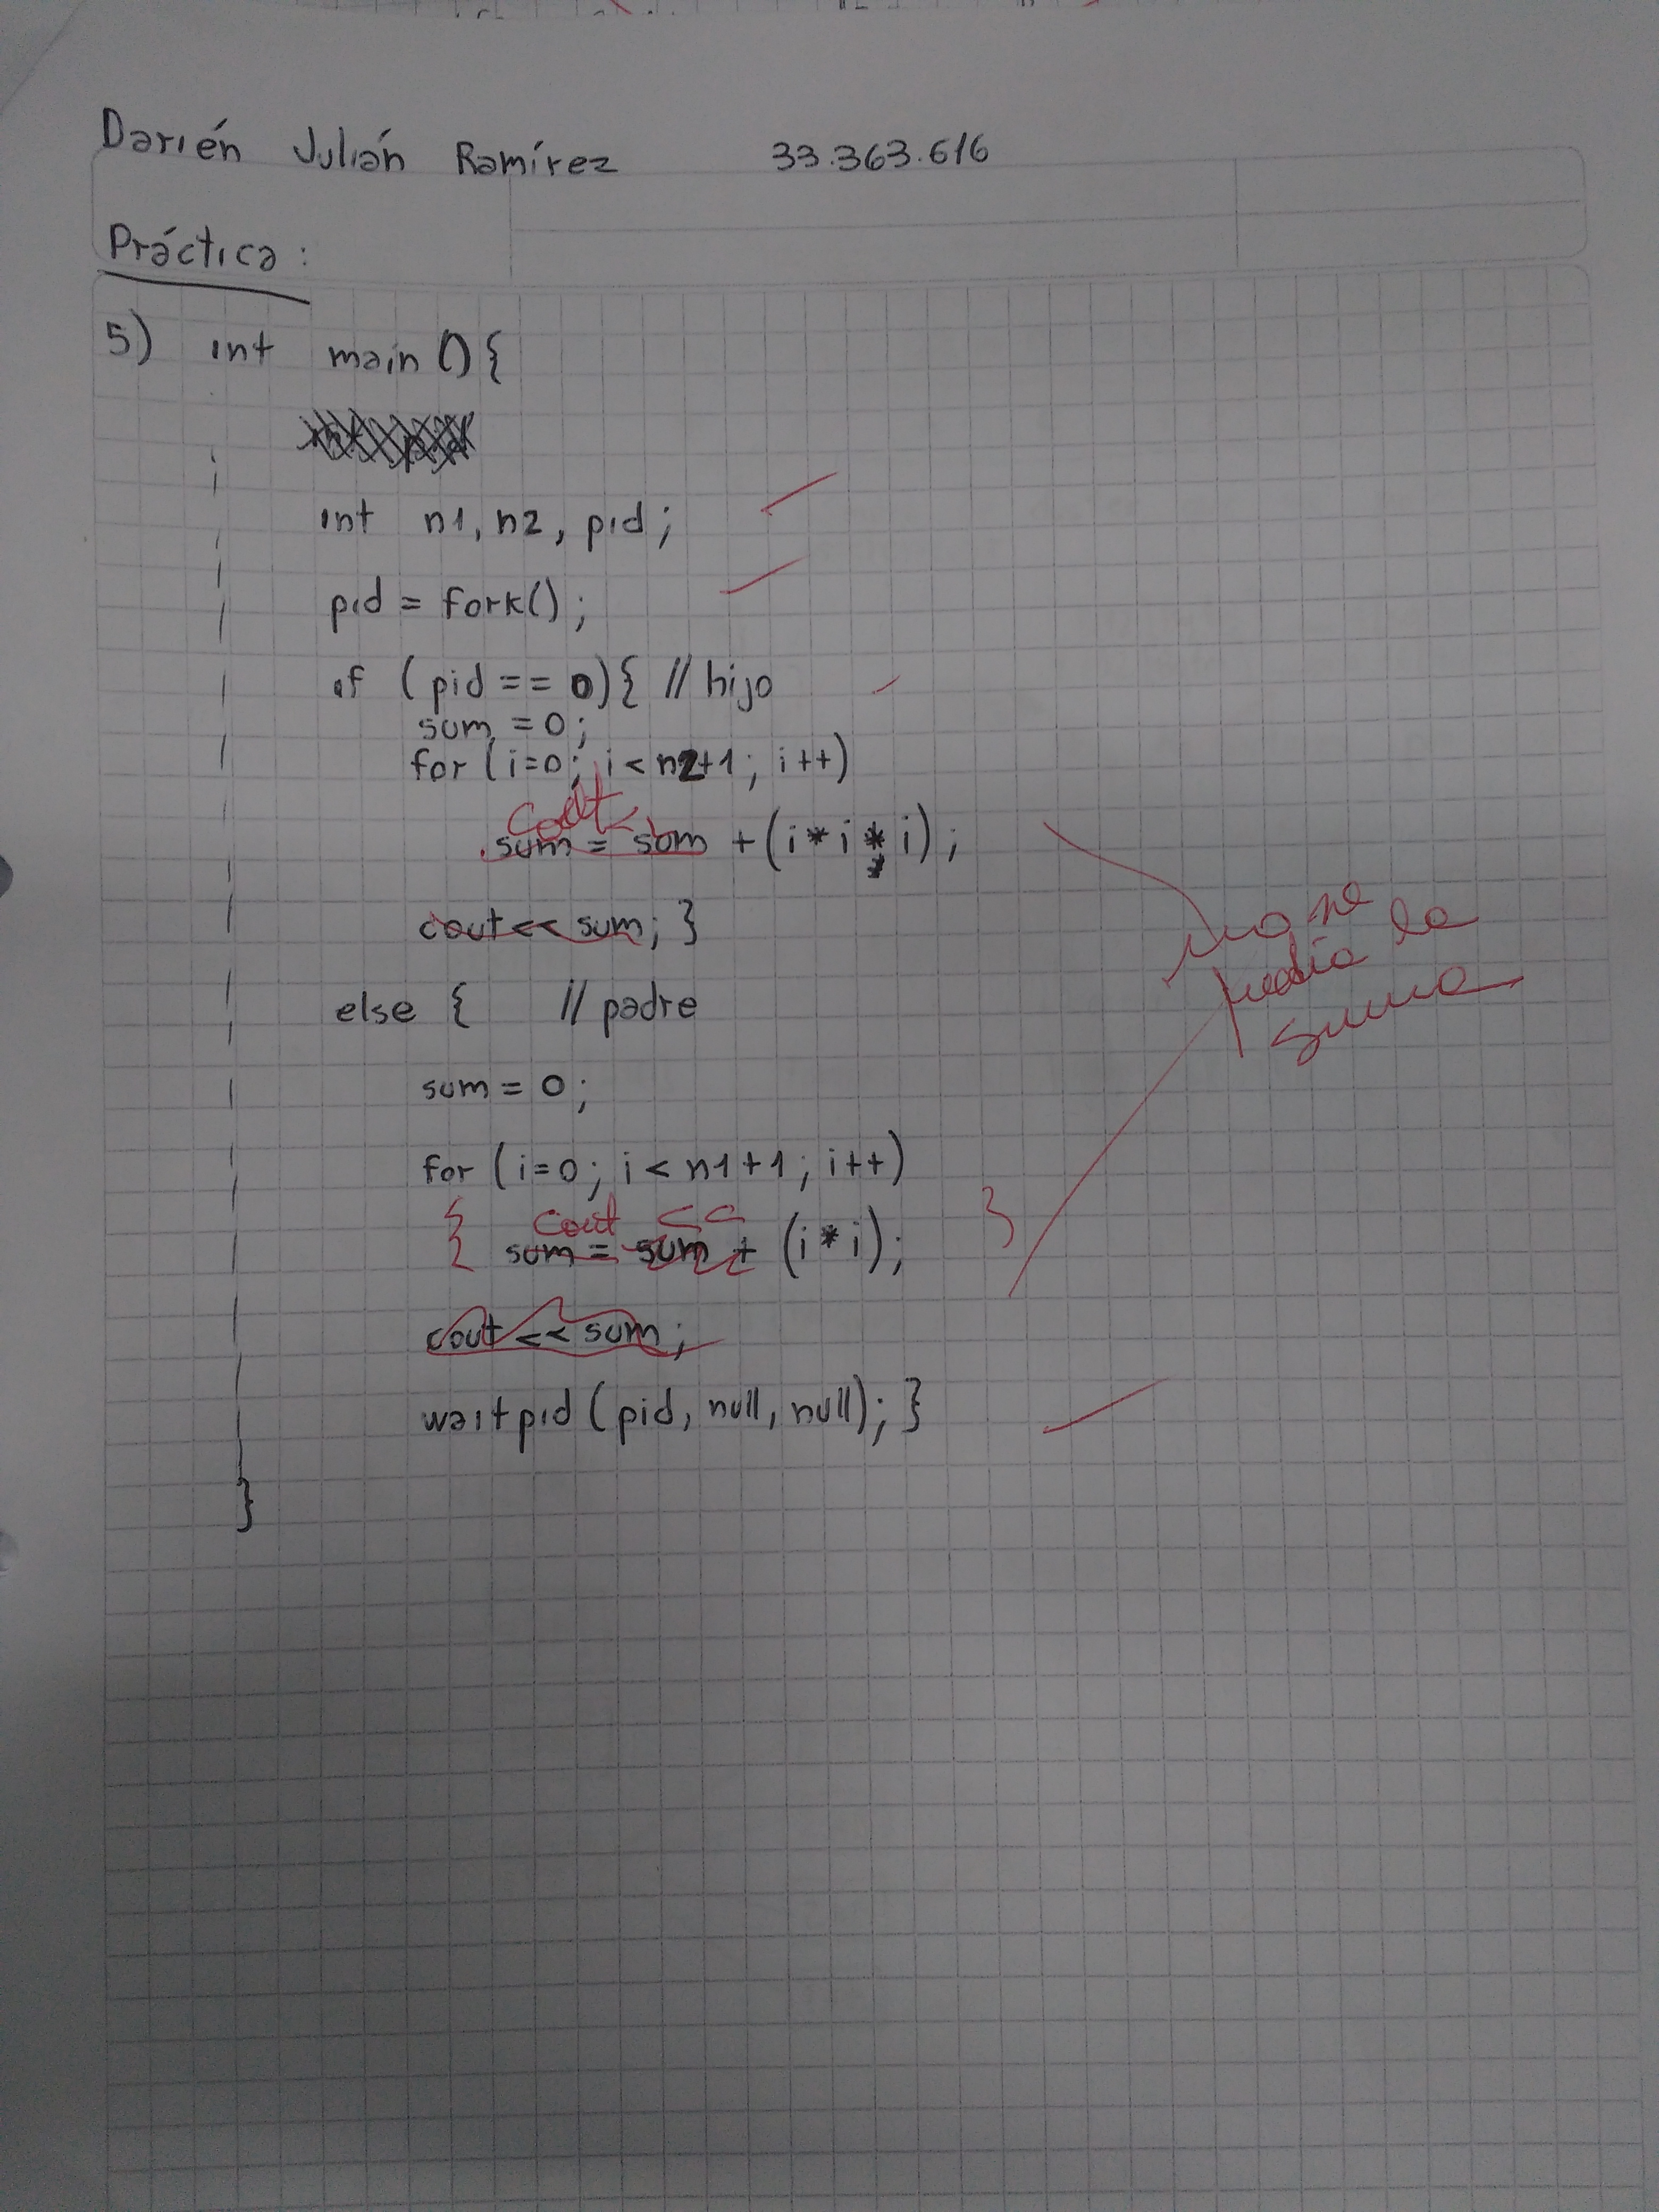 Darién Julián Ramírez 33.363.616
Práctica:
5) int main () {
int n1, n2, pid;
pid = fork();
if (pid == 0) { // hijo
sum = 0;
for (i=0; i < n2+1; i++)
cout <<
sum = sum + (i * i * i);
cout << sum; }
no se
pedía la
suma
else { // padre
sum = 0;
for (i=0; i < n1+1; i++)
{ cout << }
sum = sum + (i * i);
cout << sum;
waitpid (pid, null, null); }
}